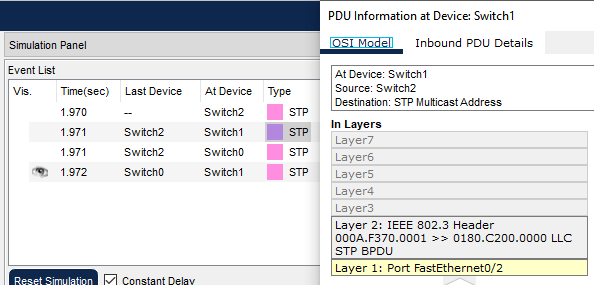 Simulation Panel
Event List
Vis. Time(sec) Last Device At Device Type
1.970 -- Switch2 STP
1.971 Switch2 Switch1 STP
1.971 Switch2 Switch0 STP
1.972 Switch0 Switch1 STP
Reset Simulation Constant Delay
PDU Information at Device: Switch1
OSI Model Inbound PDU Details
At Device: Switch1
Source: Switch2
Destination: STP Multicast Address
In Layers
Layer7
Layer6
Layer5
Layer4
Layer3
Layer 2: IEEE 802.3 Header
000A.F370.0001 >> 0180.C200.0000 LLC
STP BPDU
Layer 1: Port FastEthernet0/2